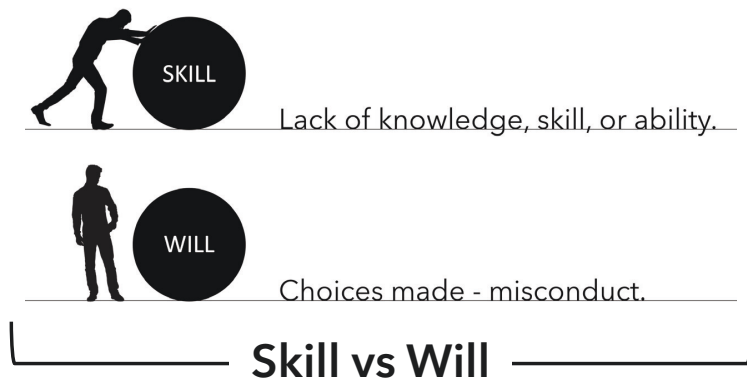 SKILL
Lack of knowledge, skill, or ability.
WILL
Choices made - misconduct.
Skill vs Will